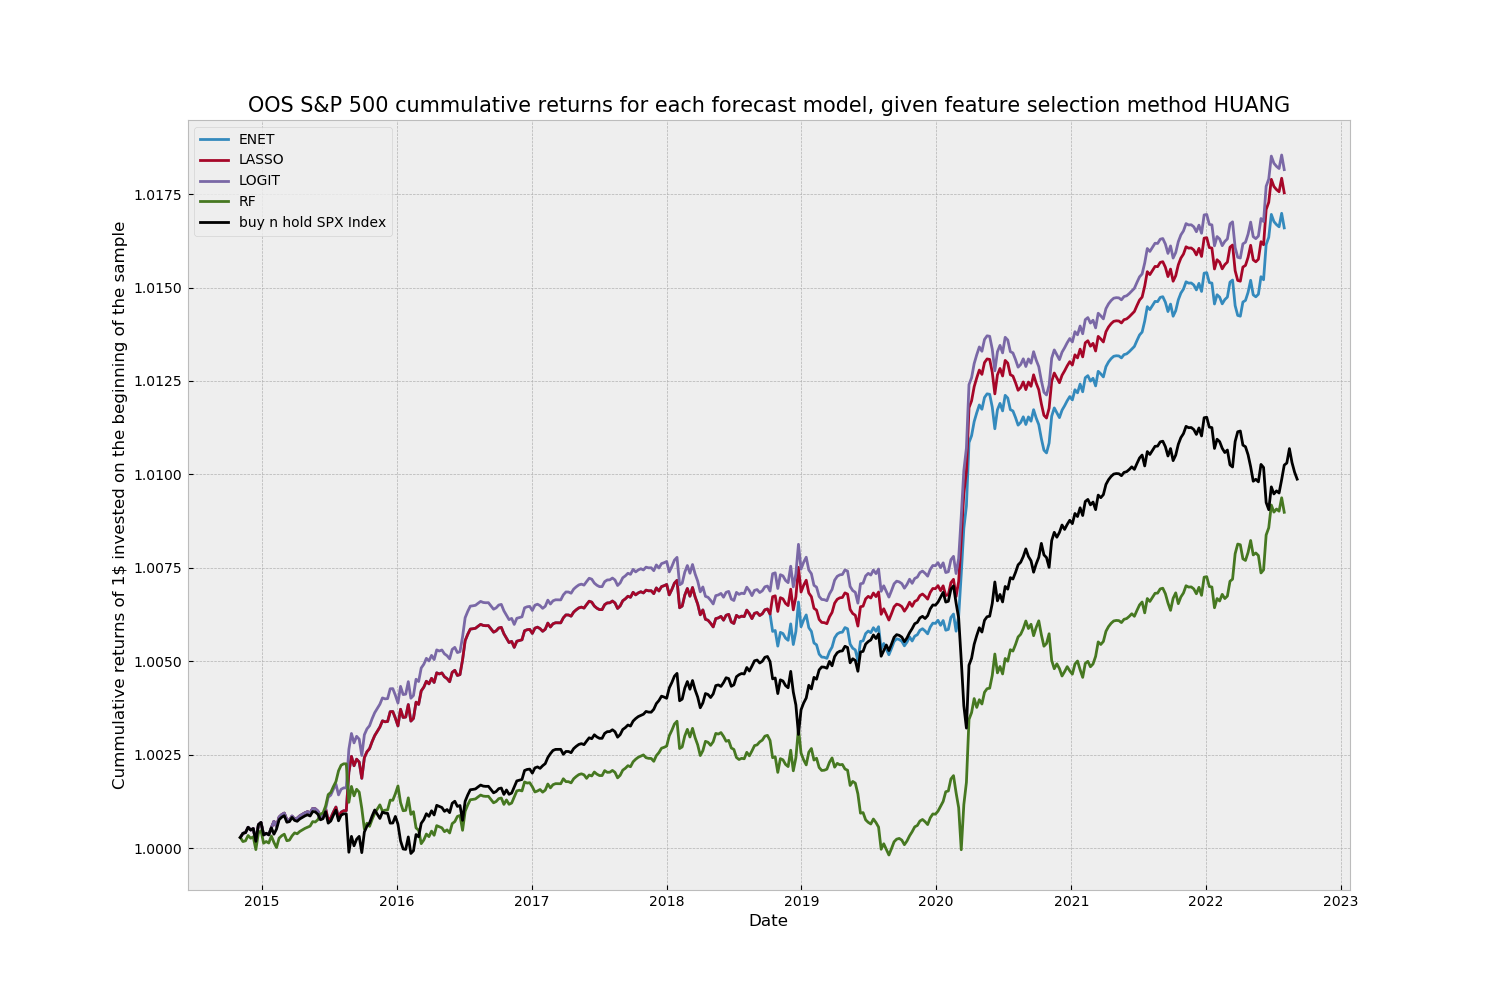 OOS S&P 500 cummulative returns for each forecast model, given feature selection method HUANG
ENET
LASSO
LOGIT
RF
buy n hold SPX Index
Cummulative returns of 1$ invested on the beginning of the sample
1.0175
1.0150
1.0125
1.0100
1.0075
1.0050
1.0025
1.0000
2015 2016 2017 2018 2019 2020 2021 2022 2023
Date